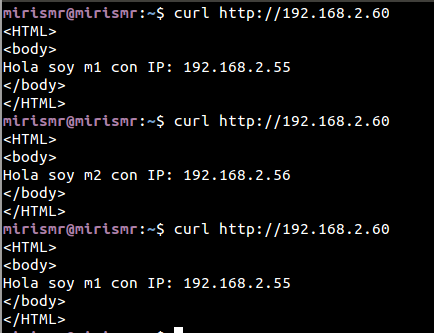 mirismr@mirismr:~$ curl http://192.168.2.60
<HTML>
<body>
Hola soy m1 con IP: 192.168.2.55
</body>
</HTML>
mirismr@mirismr:~$ curl http://192.168.2.60
<HTML>
<body>
Hola soy m2 con IP: 192.168.2.56
</body>
</HTML>
mirismr@mirismr:~$ curl http://192.168.2.60
<HTML>
<body>
Hola soy m1 con IP: 192.168.2.55
</body>
</HTML>
mirismr@mirismr:~$